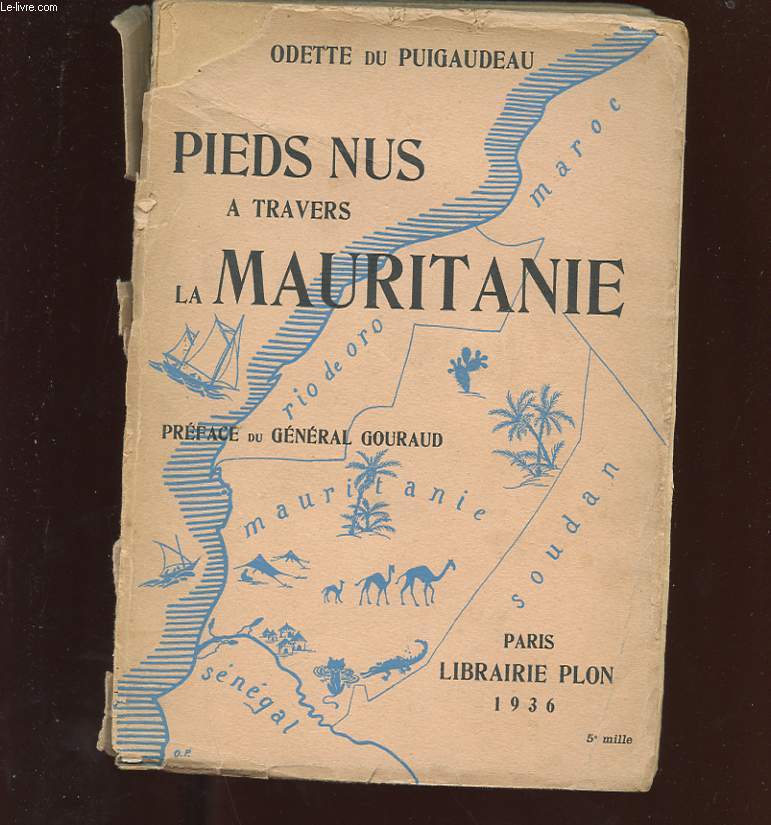 Le-livre.com
ODETTE DU PUIGAUDEAU
PIEDS NUS
A TRAVERS
LA MAURITANIE
maroc
rio de oro
PRÉFACE DU GÉNÉRAL GOURAUD
mauritanie
soudan
sénégal
PARIS
LIBRAIRIE PLON
1936
5e mille
O.P.